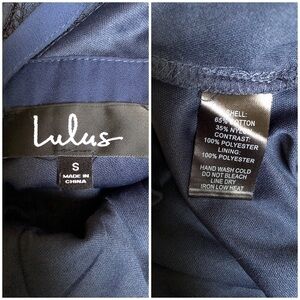 Lulus
S
MADE IN
CHINA
SHELL:
65% COTTON
35% NYLON
CONTRAST:
100% POLYESTER
LINING:
100% POLYESTER
HAND WASH COLD
DO NOT BLEACH
LINE DRY
IRON LOW HEAT